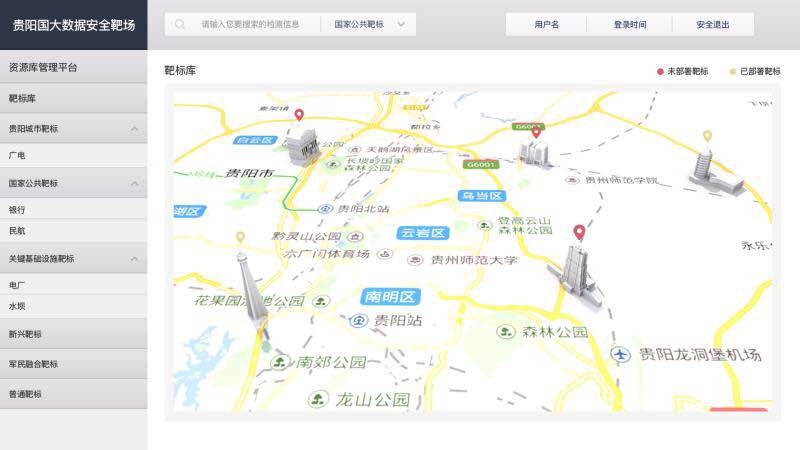 贵阳国大数据安全靶场
请输入您要搜索的检测信息
国家公共靶标
用户名
登录时间
安全退出
资源库管理平台
靶标库
贵阳城市靶标
广电
国家公共靶标
银行
民航
关键基础设施靶标
电厂
水坝
新兴靶标
军民融合靶标
普通靶标
靶标库
未部署靶标
已部署靶标
麦架镇
都拉乡
G6001
白云区
公园
天鹅湖风景区
长坡岭国家
森林公园
G6001
贵阳市
贵州师范学院
乌当区
湖区
贵阳北站
登高云山
森林公园
黔灵山公园
云岩区
永乐
六广门体育场
贵州师范大学
南明区
花果园湿地公园
贵阳站
森林公园
贵阳龙洞堡机场
南郊公园
龙山公园